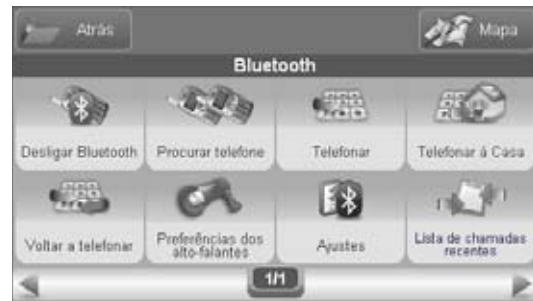 Atrás
Mapa
Bluetooth
Desligar Bluetooth
Procurar telefone
Telefonar
Telefonar á Casa
Voltar a telefonar
Preferências dos
alto-falantes
Ajustes
Lista de chamadas
recentes
1/1